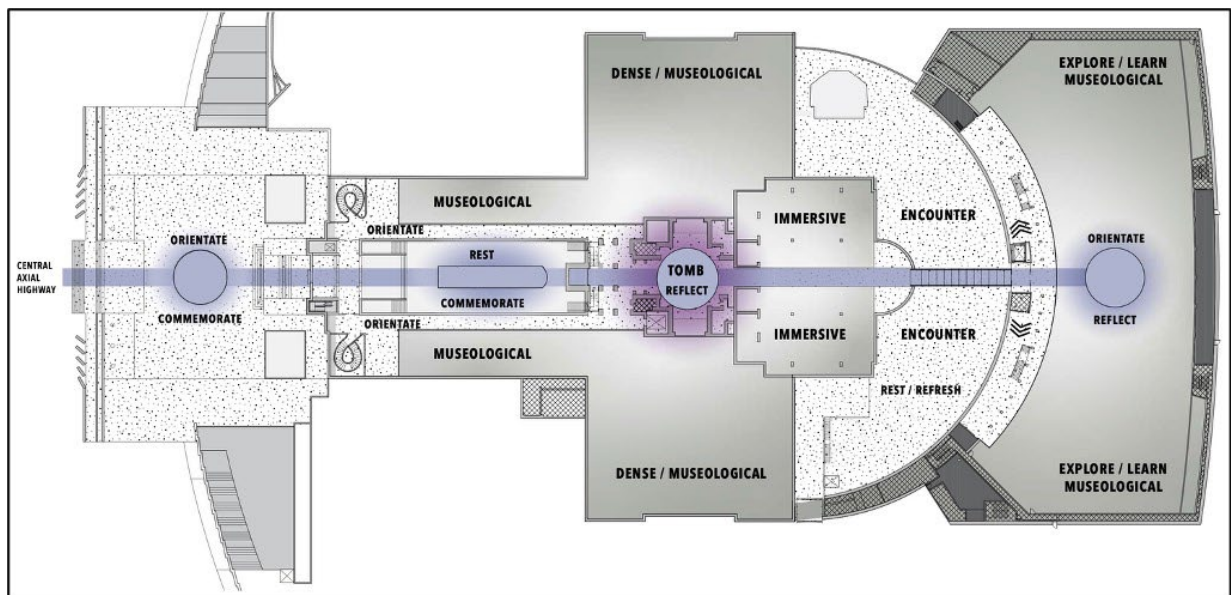 DENSE / MUSEOLOGICAL
EXPLORE / LEARN
MUSEOLOGICAL
MUSEOLOGICAL
IMMERSIVE
ENCOUNTER
ORIENTATE
ORIENTATE
REST
ORIENTATE
CENTRAL
AXIAL
HIGHWAY
TOMB
REFLECT
COMMEMORATE
COMMEMORATE
REFLECT
ORIENTATE
IMMERSIVE
ENCOUNTER
MUSEOLOGICAL
REST / REFRESH
DENSE / MUSEOLOGICAL
EXPLORE / LEARN
MUSEOLOGICAL